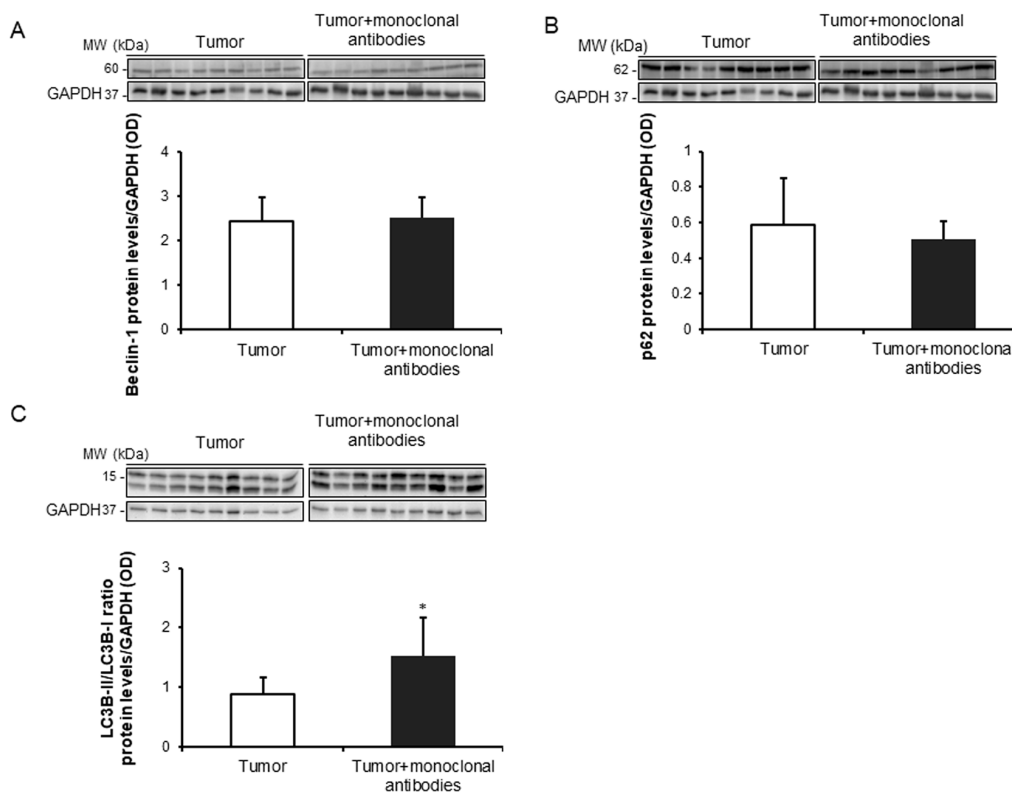 A
MW (kDa)
Tumor
Tumor+monoclonal
antibodies
60 -
GAPDH 37 -
Beclin-1 protein levels/GAPDH (OD)
4
3
2
1
0
Tumor
Tumor+monoclonal
antibodies
B
MW (kDa)
Tumor
Tumor+monoclonal
antibodies
62 -
GAPDH 37 -
p62 protein levels/GAPDH (OD)
1
0.8
0.6
0.4
0.2
0
Tumor
Tumor+monoclonal
antibodies
C
MW (kDa)
Tumor
Tumor+monoclonal
antibodies
15 -
GAPDH 37 -
LC3B-II/LC3B-I ratio
protein levels/GAPDH (OD)
3
2
1
0
*
Tumor
Tumor+monoclonal
antibodies